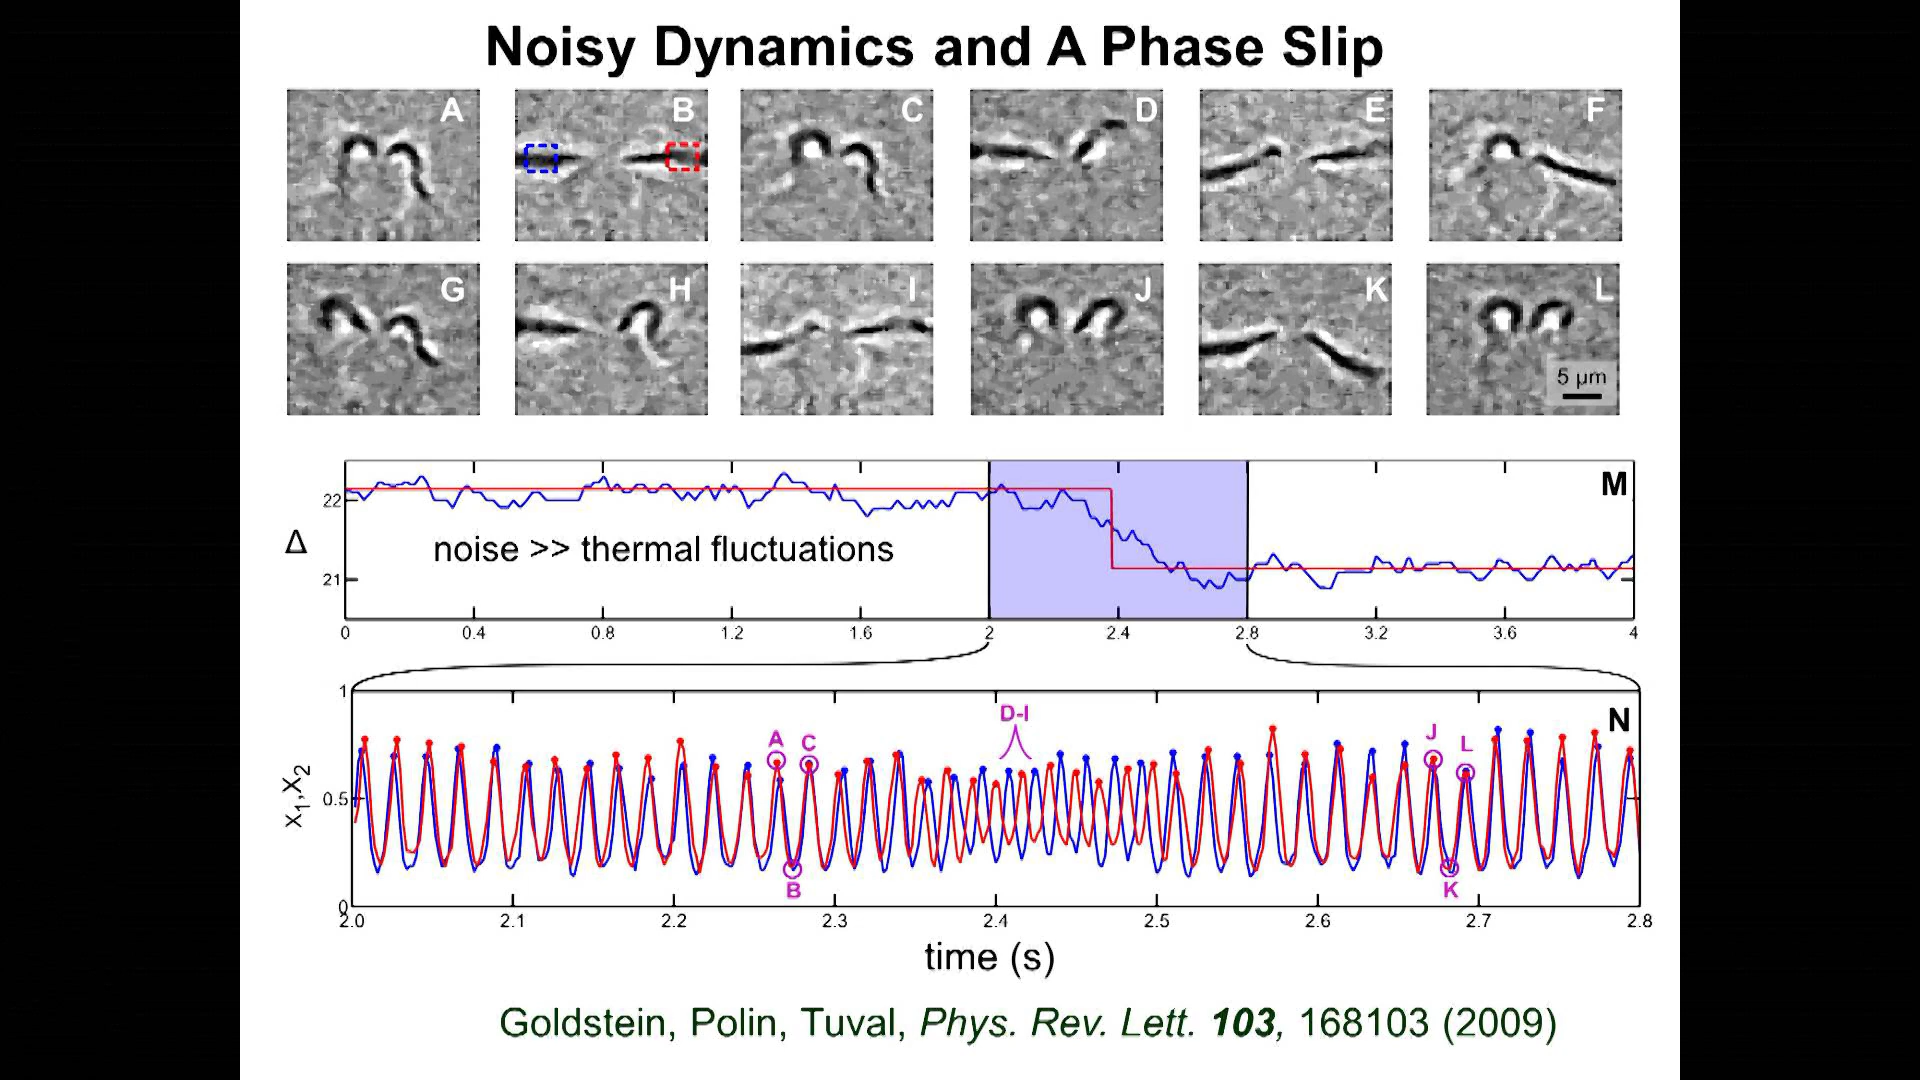 Noisy Dynamics and A Phase Slip
A B C D E F
G H I J K L
5 µm
M
22
Δ
noise >> thermal fluctuations
21
0 0.4 0.8 1.2 1.6 2 2.4 2.8 3.2 3.6 4
1
N
D-I
A C
J
L
x1,x2
0.5
B
K
0
2.0 2.1 2.2 2.3 2.4 2.5 2.6 2.7 2.8
time (s)
Goldstein, Polin, Tuval, Phys. Rev. Lett. 103, 168103 (2009)